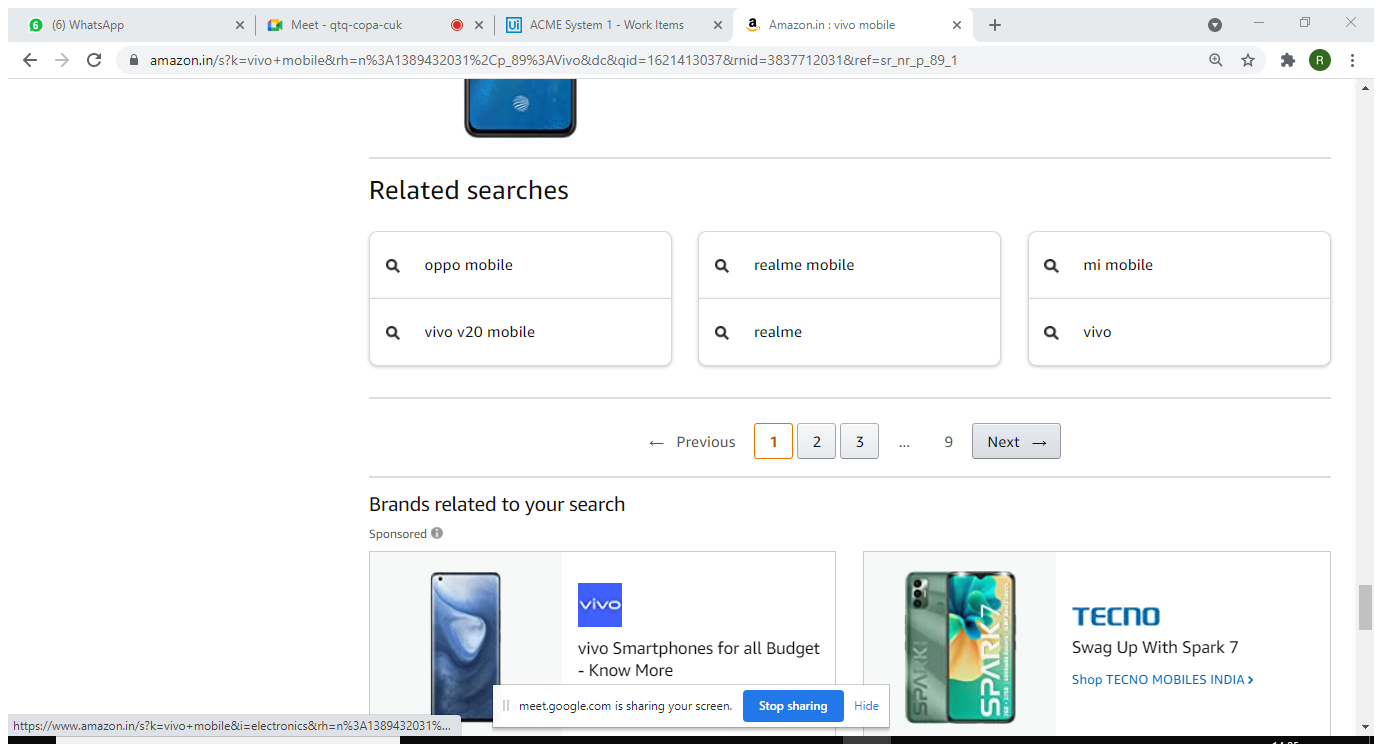 (6) WhatsApp
Meet - qtq-copa-cuk
Ui ACME System 1 - Work Items
a Amazon.in : vivo mobile
amazon.in/s?k=vivo+mobile&rh=n%3A1389432031%2Cp_89%3AVivo&dc&qid=1621413037&rnid=3837712031&ref=sr_nr_p_89_1
R
Related searches
oppo mobile
realme mobile
mi mobile
vivo v20 mobile
realme
vivo
← Previous 1 2 3 ... 9 Next →
Brands related to your search
Sponsored
vivo
vivo Smartphones for all Budget
- Know More
SPARK 7
TECNO
Swag Up With Spark 7
Shop TECNO MOBILES INDIA ›
meet.google.com is sharing your screen.
Stop sharing
Hide
https://www.amazon.in/s?k=vivo+mobile&i=electronics&rh=n%3A1389432031%...